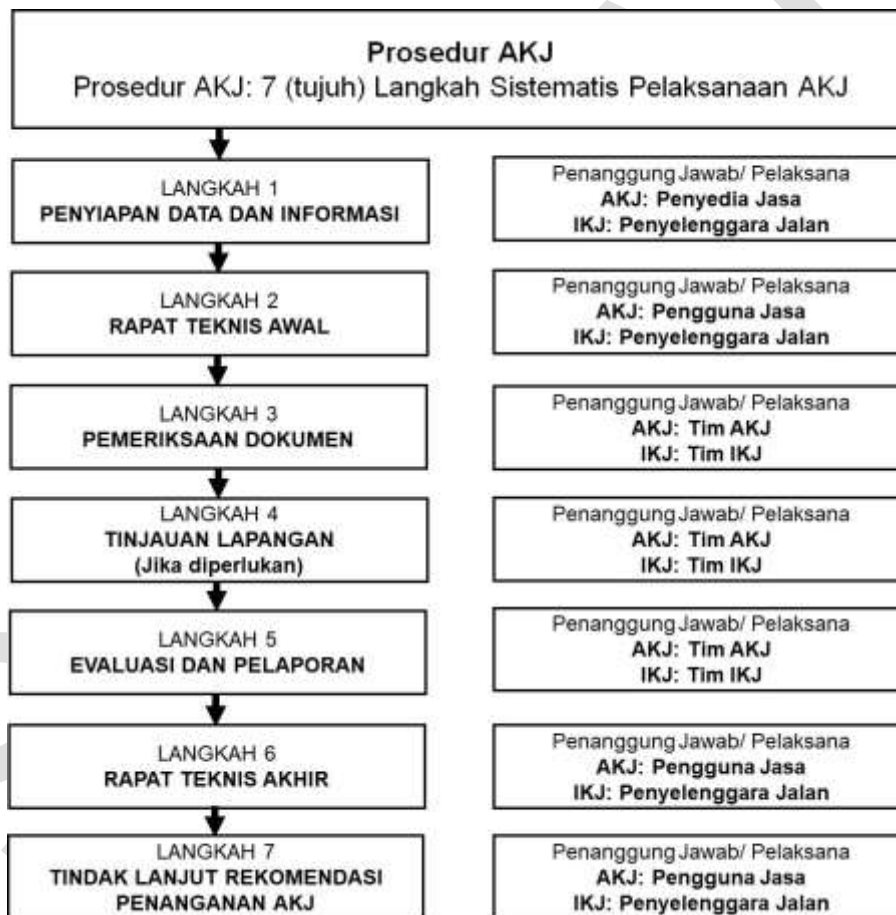 Prosedur AKJ
Prosedur AKJ: 7 (tujuh) Langkah Sistematis Pelaksanaan AKJ
LANGKAH 1
PENYIAPAN DATA DAN INFORMASI
Penanggung Jawab/ Pelaksana
AKJ: Penyedia Jasa
IKJ: Penyelenggara Jalan
LANGKAH 2
RAPAT TEKNIS AWAL
Penanggung Jawab/ Pelaksana
AKJ: Pengguna Jasa
IKJ: Penyelenggara Jalan
LANGKAH 3
PEMERIKSAAN DOKUMEN
Penanggung Jawab/ Pelaksana
AKJ: Tim AKJ
IKJ: Tim IKJ
LANGKAH 4
TINJAUAN LAPANGAN
(Jika diperlukan)
Penanggung Jawab/ Pelaksana
AKJ: Tim AKJ
IKJ: Tim IKJ
LANGKAH 5
EVALUASI DAN PELAPORAN
Penanggung Jawab/ Pelaksana
AKJ: Tim AKJ
IKJ: Tim IKJ
LANGKAH 6
RAPAT TEKNIS AKHIR
Penanggung Jawab/ Pelaksana
AKJ: Pengguna Jasa
IKJ: Penyelenggara Jalan
LANGKAH 7
TINDAK LANJUT REKOMENDASI
PENANGANAN AKJ
Penanggung Jawab/ Pelaksana
AKJ: Pengguna Jasa
IKJ: Penyelenggara Jalan